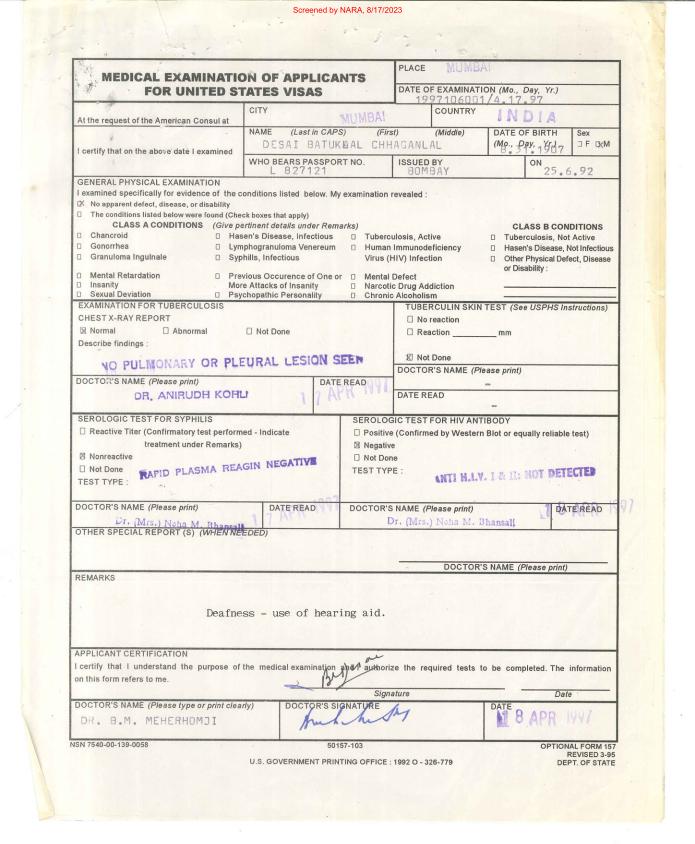 Screened by NARA, 8/17/2023
MEDICAL EXAMINATION OF APPLICANTS
FOR UNITED STATES VISAS
PLACE MUMBAI
DATE OF EXAMINATION (Mo., Day, Yr.)
1997106001/4.17.97
At the request of the American Consul at
CITY MUMBAI
COUNTRY INDIA
I certify that on the above date I examined
NAME (Last in CAPS) (First) (Middle)
DESAI BATUKLAL CHHAGANLAL
DATE OF BIRTH
(Mo., Day, Yr.)
8.31.1907
Sex
F M
WHO BEARS PASSPORT NO.
L 827121
ISSUED BY
BOMBAY
ON
25.6.92
GENERAL PHYSICAL EXAMINATION
I examined specifically for evidence of the conditions listed below. My examination revealed :
No apparent defect, disease, or disability
The conditions listed below were found (Check boxes that apply)
CLASS A CONDITIONS (Give pertinent details under Remarks)
Chancroid
Gonorrhea
Granuloma Inguinale
Mental Retardation
Insanity
Sexual Deviation
Hasen's Disease, Infectious
Lymphogranuloma Venereum
Syphilis, Infectious
Previous Occurence of One or
More Attacks of Insanity
Psychopathic Personality
Tuberculosis, Active
Human Immunodeficiency
Virus (HIV) Infection
Mental Defect
Narcotic Drug Addiction
Chronic Alcoholism
CLASS B CONDITIONS
Tuberculosis, Not Active
Hasen's Disease, Not Infectious
Other Physical Defect, Disease
or Disability :
EXAMINATION FOR TUBERCULOSIS
CHEST X-RAY REPORT
Normal Abnormal Not Done
Describe findings :
NO PULMONARY OR PLEURAL LESION SEEN
DOCTOR'S NAME (Please print)
DR. ANIRUDH KOHLI
DATE READ
17 APR 1997
TUBERCULIN SKIN TEST (See USPHS Instructions)
No reaction
Reaction mm
Not Done
DOCTOR'S NAME (Please print)
–
DATE READ
–
SEROLOGIC TEST FOR SYPHILIS
Reactive Titer (Confirmatory test performed - Indicate
treatment under Remarks)
Nonreactive
Not Done
TEST TYPE :
RAPID PLASMA REAGIN NEGATIVE
SEROLOGIC TEST FOR HIV ANTIBODY
Positive (Confirmed by Western Blot or equally reliable test)
Negative
Not Done
TEST TYPE :
ANTI H.I.V. I & II: NOT DETECTED
DOCTOR'S NAME (Please print)
Dr. (Mrs.) Neha M. Bhansali
DATE READ
17 APR 1997
DOCTOR'S NAME (Please print)
Dr. (Mrs.) Neha M. Bhansali
DATE READ
18 APR 1997
OTHER SPECIAL REPORT (S) (WHEN NEEDED)
DOCTOR'S NAME (Please print)
REMARKS
Deafness - use of hearing aid.
APPLICANT CERTIFICATION
I certify that I understand the purpose of the medical examination and I authorize the required tests to be completed. The information
on this form refers to me.
Signature
Date
DOCTOR'S NAME (Please type or print clearly)
DR. B.M. MEHERHOMJI
DOCTOR'S SIGNATURE
DATE
18 APR 1997
NSN 7540-00-139-0058
50157-103
OPTIONAL FORM 157
REVISED 3-95
DEPT. OF STATE
U.S. GOVERNMENT PRINTING OFFICE : 1992 O - 326-779